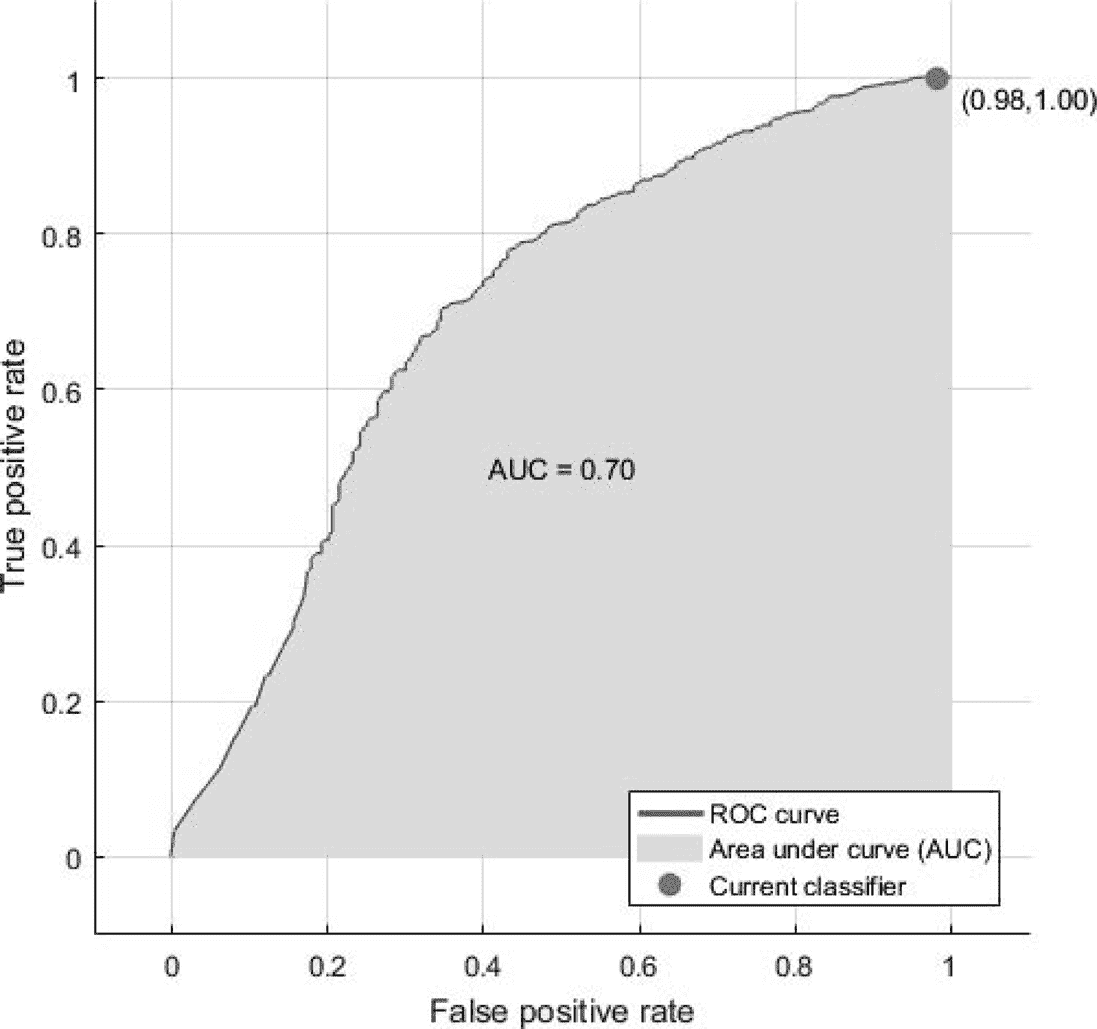 1
(0.98,1.00)
0.8
0.6
AUC = 0.70
True positive rate
0.4
0.2
0
ROC curve
Area under curve (AUC)
Current classifier
0 0.2 0.4 0.6 0.8 1
False positive rate